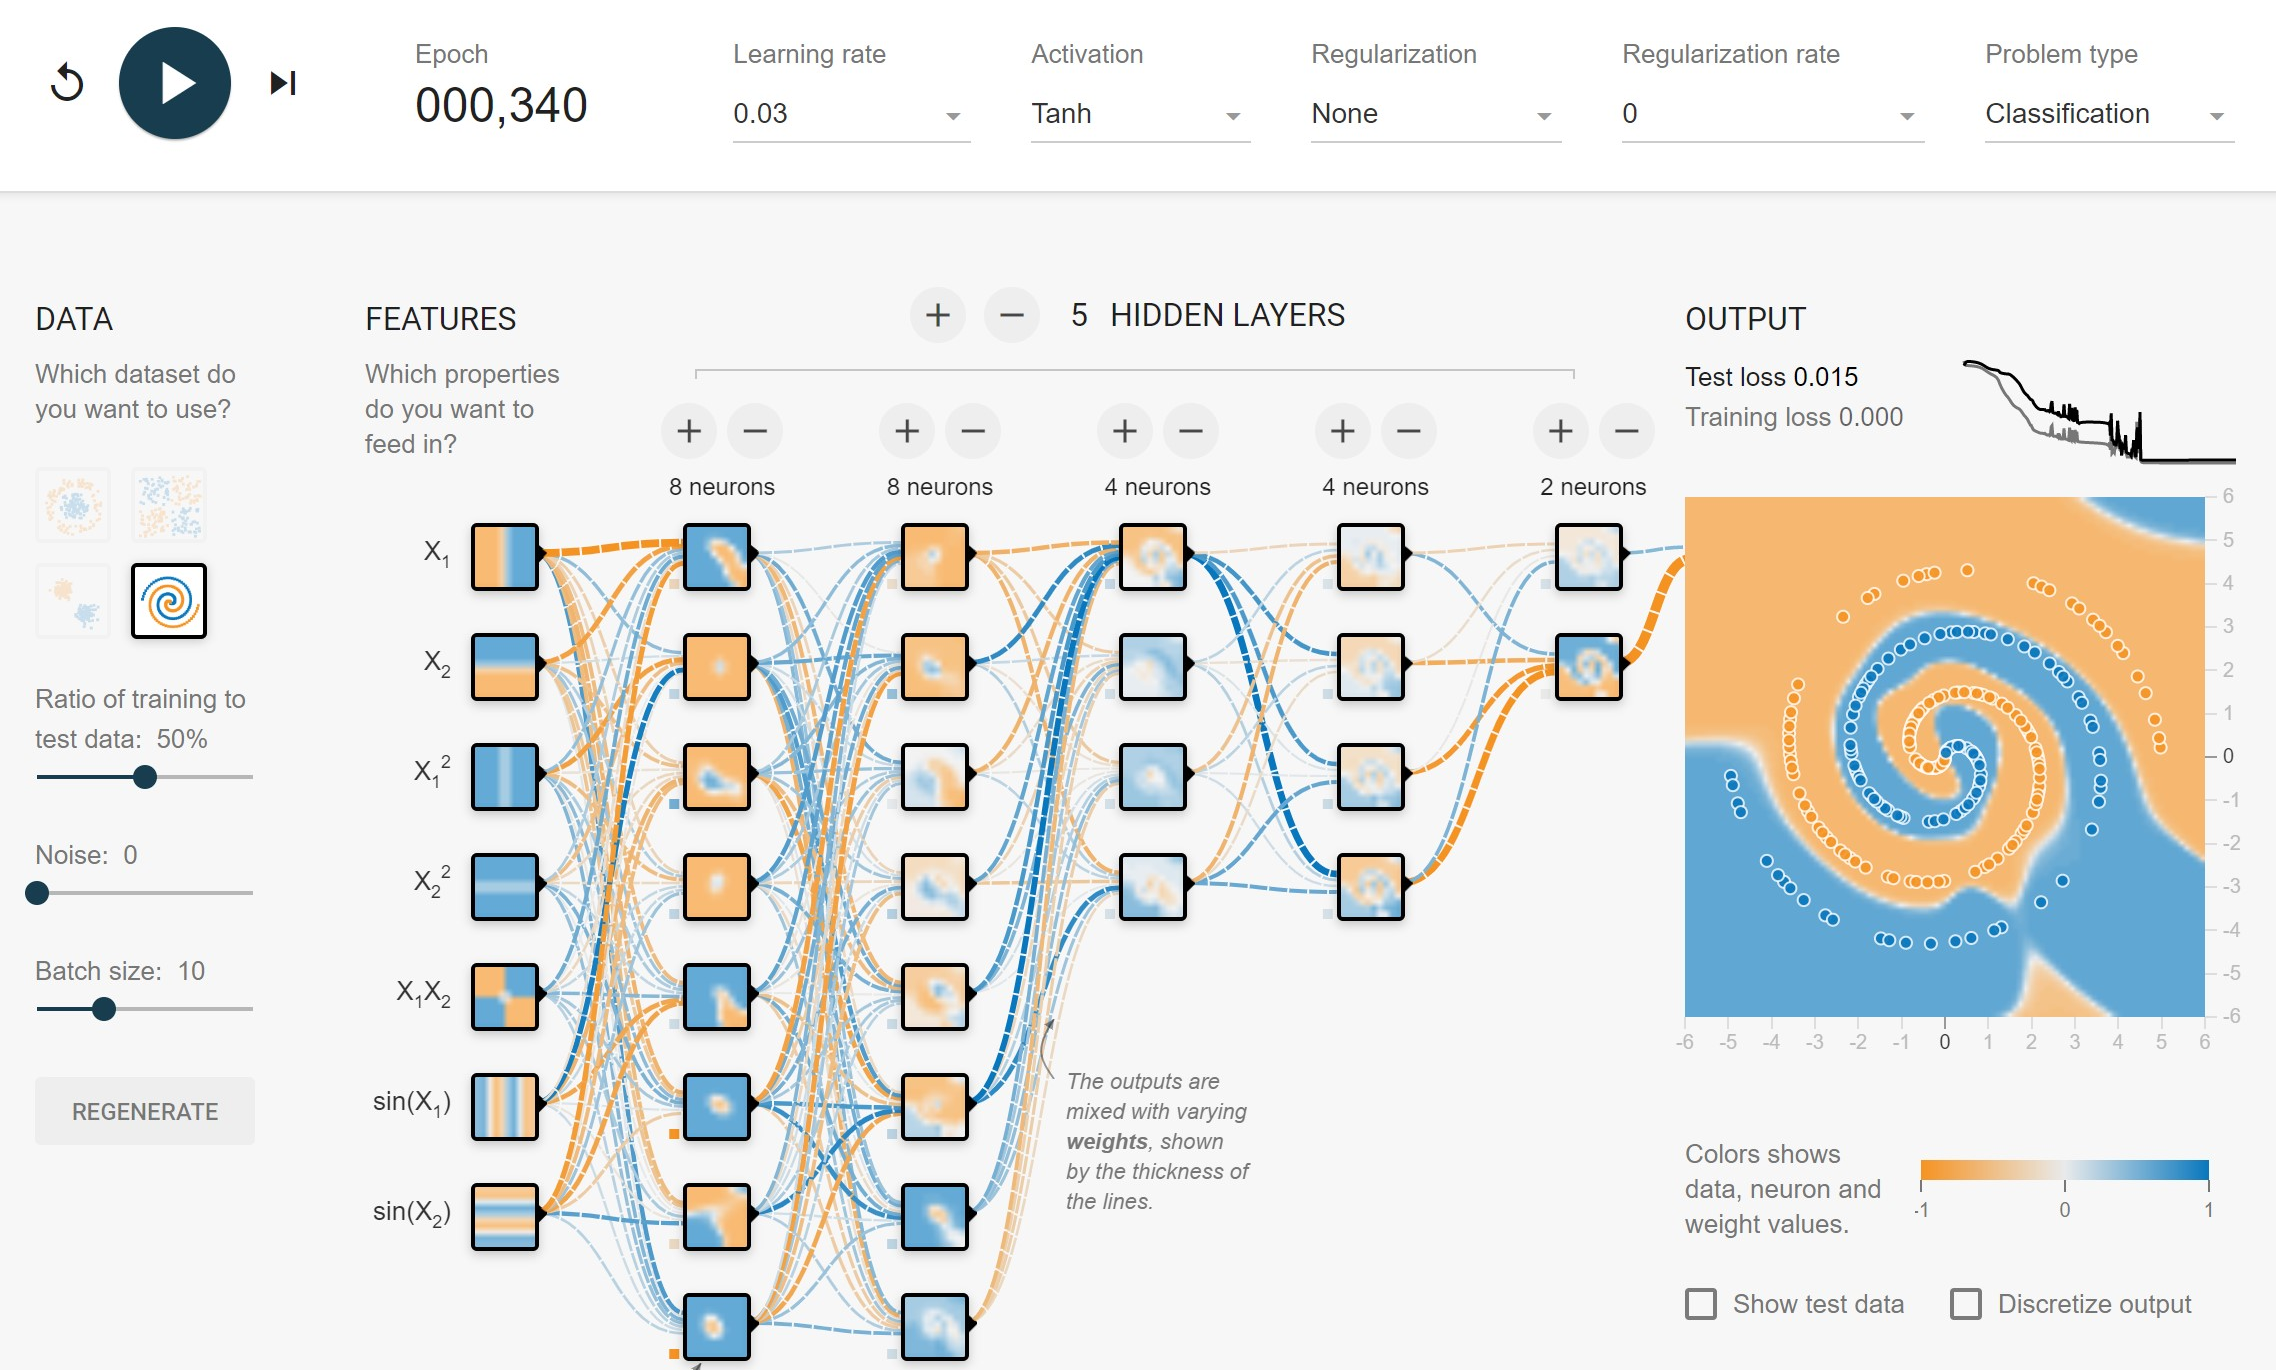 Epoch
000,340
Learning rate
0.03
Activation
Tanh
Regularization
None
Regularization rate
0
Problem type
Classification
DATA
Which dataset do
you want to use?
Ratio of training to
test data: 50%
Noise: 0
Batch size: 10
REGENERATE
FEATURES
Which properties
do you want to
feed in?
X1
X2
X1²
X2²
X1X2
sin(X1)
sin(X2)
5 HIDDEN LAYERS
8 neurons
8 neurons
4 neurons
4 neurons
2 neurons
The outputs are
mixed with varying
weights, shown
by the thickness of
the lines.
OUTPUT
Test loss 0.015
Training loss 0.000
6
5
4
3
2
1
0
-1
-2
-3
-4
-5
-6
-6 -5 -4 -3 -2 -1 0 1 2 3 4 5 6
Colors shows
data, neuron and
weight values.
-1 0 1
Show test data
Discretize output